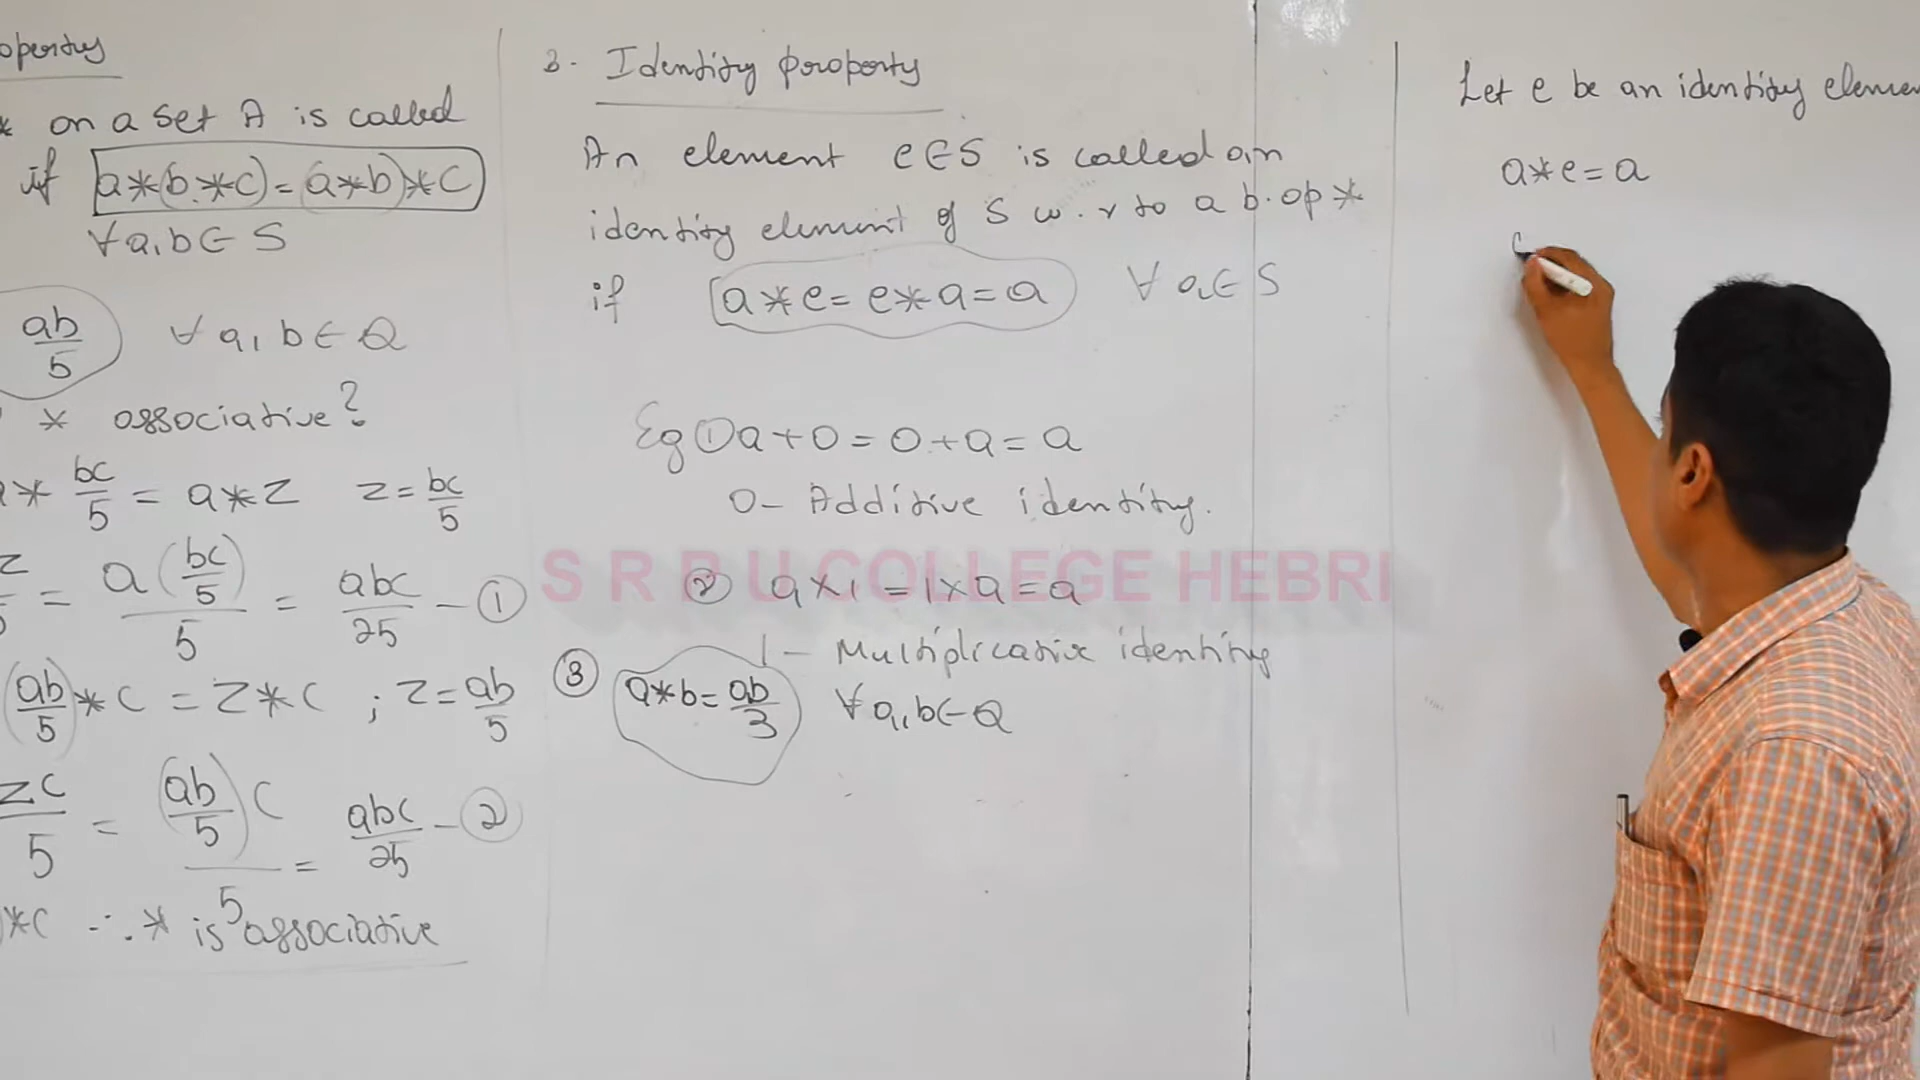 operty
* on a set A is called
if a*(b*c)=(a*b)*c
∀a,b∈S
ab/5 ∀ a, b ∈ Q
* associative?
* bc/5 = a*z z=bc/5
= a(bc/5)/5 = abc/25 - ①
(ab/5)*c = z*c ; z=ab/5
zc/5 = (ab/5)c/5 = abc/25 - ②
*c ∴ * is associative
3. Identity property
An element e∈S is called an
identity element of S w.r to a b.op *
if a*e=e*a=a ∀ a∈S
Eg ① a+0=0+a=a
0- Additive identity.
② a×1=1×a=a
1- Multiplicative identity
③ a*b=ab/3 ∀ a,b∈Q
Let e be an identity elemen
a*e=a
S R B U COLLEGE HEBRI